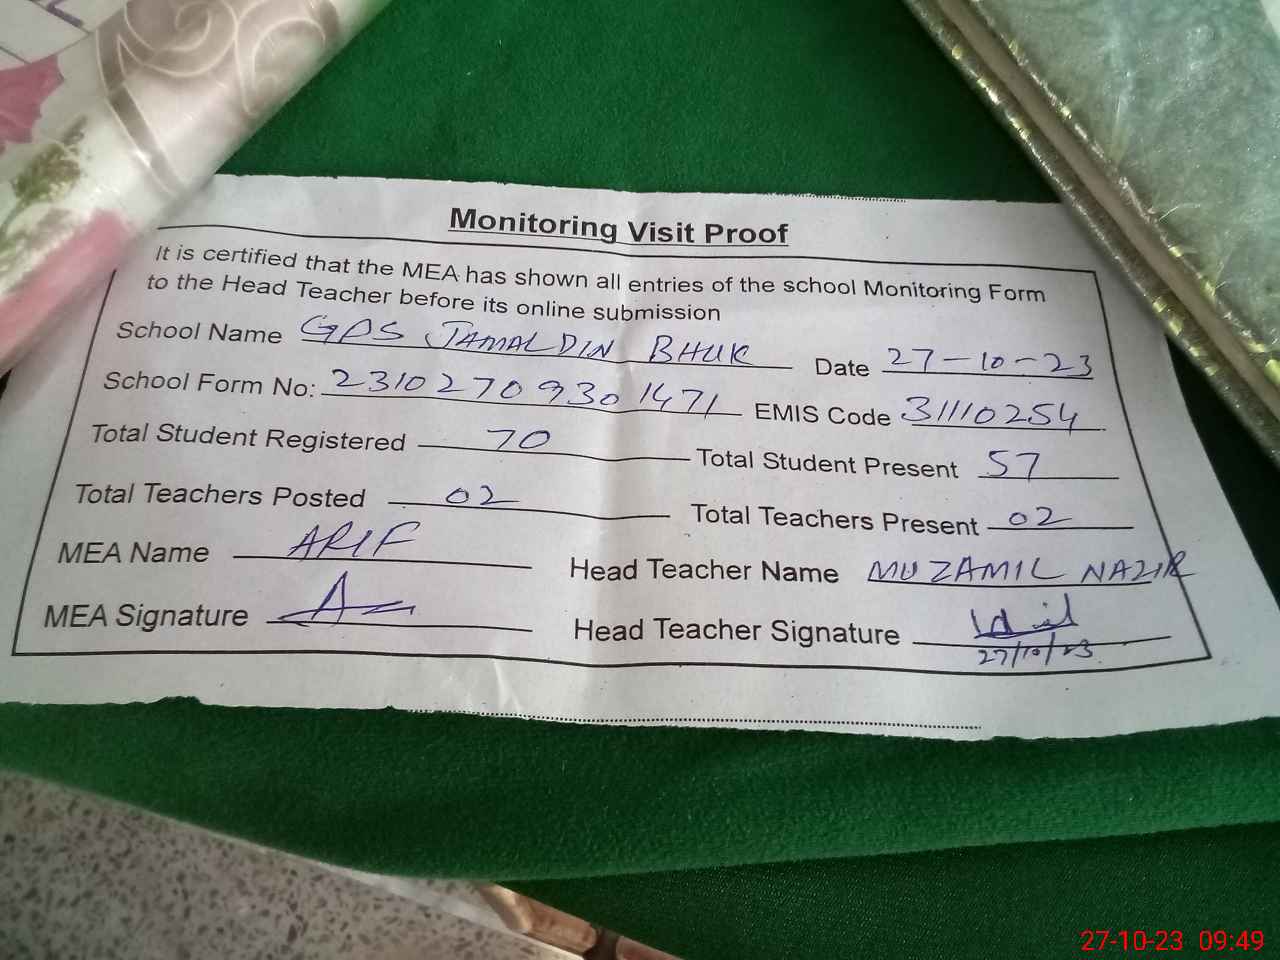 Monitoring Visit Proof
It is certified that the MEA has shown all entries of the school Monitoring Form
to the Head Teacher before its online submission
School Name GPS JAMALDIN BHUK Date 27-10-23
School Form No: 23102709301471 EMIS Code 31110254
Total Student Registered 70 Total Student Present 57
Total Teachers Posted 02 Total Teachers Present 02
MEA Name ARIF Head Teacher Name MUZAMIL NAZIR
MEA Signature Head Teacher Signature
27/10/23
27-10-23 09:49